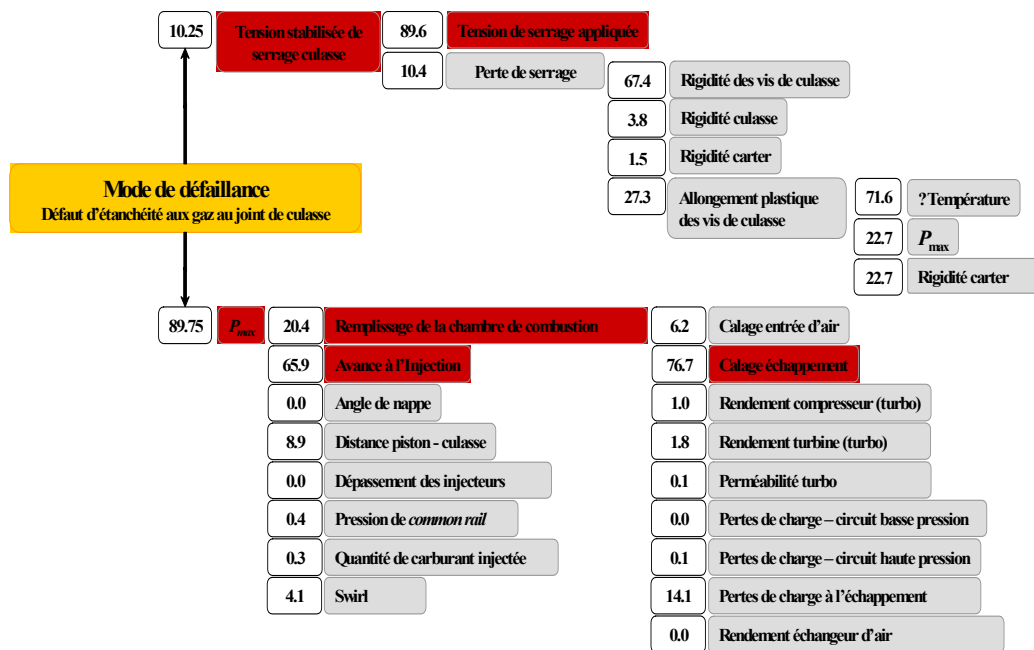 10.25 Tension stabilisée de serrage culasse 89.6 Tension de serrage appliquée
10.4 Perte de serrage
67.4 Rigidité des vis de culasse
3.8 Rigidité culasse
1.5 Rigidité carter
27.3 Allongement plastique des vis de culasse 71.6 ? Température
22.7 Pmax
22.7 Rigidité carter
Mode de défaillance
Défaut d'étanchéité aux gaz au joint de culasse
89.75 Pmax 20.4 Remplissage de la chambre de combustion 6.2 Calage entrée d'air
65.9 Avance à l'Injection 76.7 Calage échappement
0.0 Angle de nappe 1.0 Rendement compresseur (turbo)
8.9 Distance piston - culasse 1.8 Rendement turbine (turbo)
0.0 Dépassement des injecteurs 0.1 Perméabilité turbo
0.4 Pression de common rail 0.0 Pertes de charge – circuit basse pression
0.3 Quantité de carburant injectée 0.1 Pertes de charge – circuit haute pression
4.1 Swirl 14.1 Pertes de charge à l'échappement
0.0 Rendement échangeur d'air